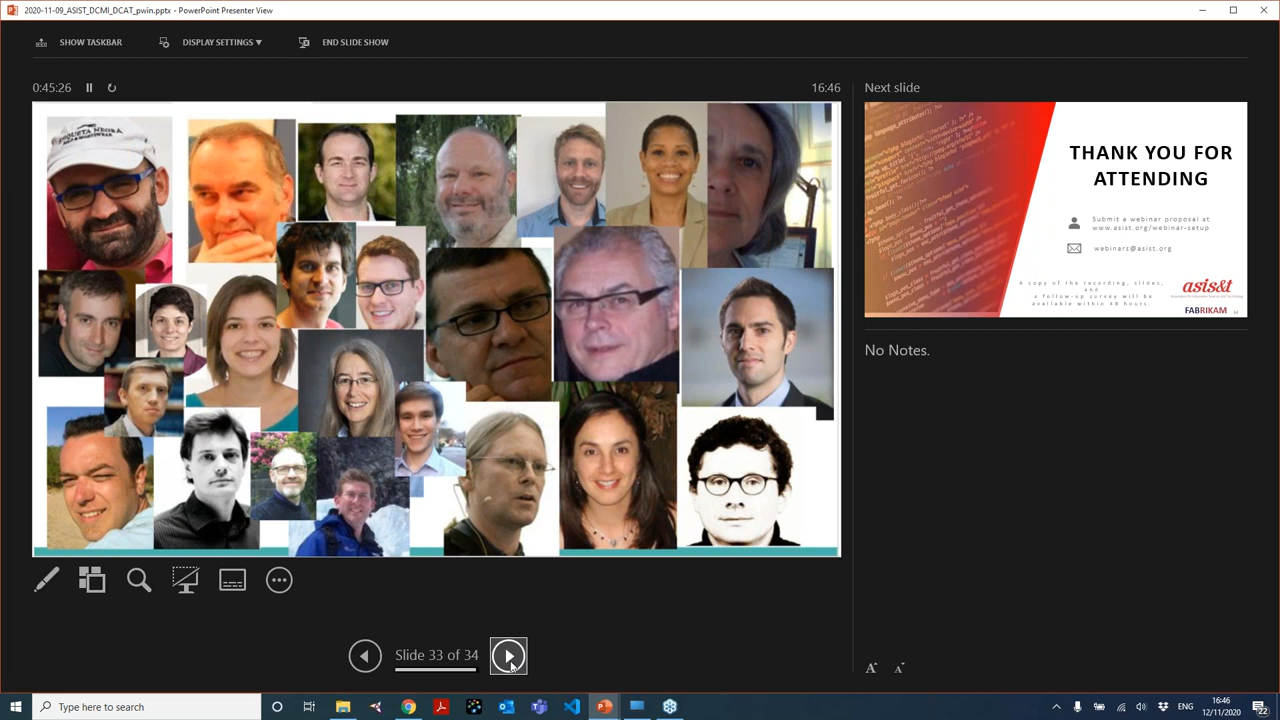 2020-11-09_ASIST_DCMI_DCAT_pwin.pptx - PowerPoint Presenter View
SHOW TASKBAR
DISPLAY SETTINGS ▼
END SLIDE SHOW
0:45:26
16:46
Next slide
THANK YOU FOR
ATTENDING
Submit a webinar proposal at
www.asist.org/webinar-setup
webinars@asist.org
A copy of the recording, slides,
and
a follow-up survey will be
available within 48 hours.
asis&t
FABRIKAM
No Notes.
Slide 33 of 34
A A
Type here to search
ENG
16:46
12/11/2020
22